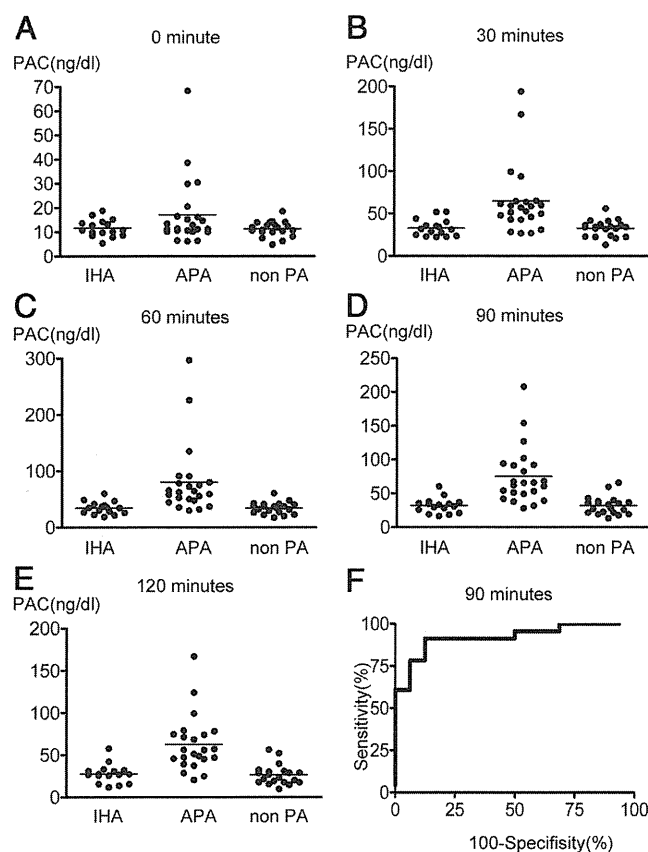 A
0 minute
PAC(ng/dl)
70
60
50
40
30
20
10
0
IHA APA non PA
B
30 minutes
PAC(ng/dl)
200
150
100
50
0
IHA APA non PA
C
60 minutes
PAC(ng/dl)
300
200
100
0
IHA APA non PA
D
90 minutes
PAC(ng/dl)
250
200
150
100
50
0
IHA APA non PA
E
120 minutes
PAC(ng/dl)
200
150
100
50
0
IHA APA non PA
F
90 minutes
Sensitivity(%)
100
75
50
25
0
0 25 50 75 100
100-Specifisity(%)